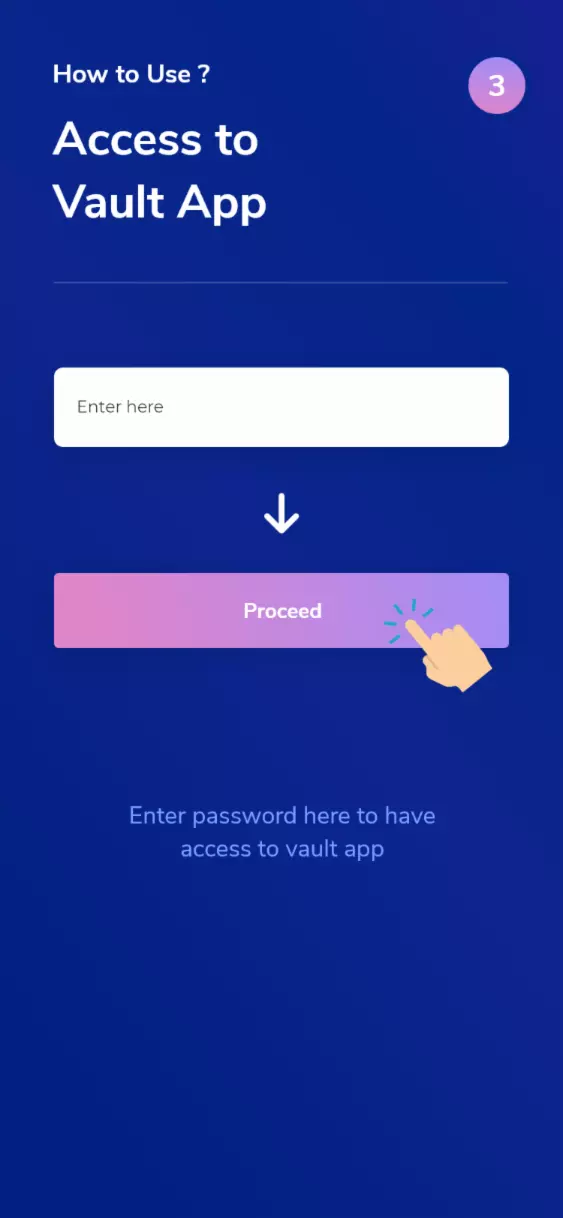 How to Use ?
3
Access to
Vault App
Enter here
Proceed
Enter password here to have
access to vault app